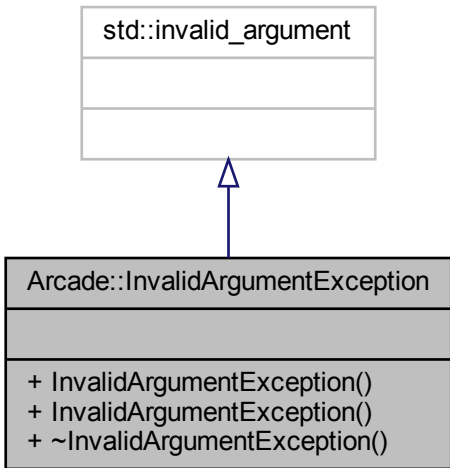 std::invalid_argument
Arcade::InvalidArgumentException
+ InvalidArgumentException()
+ InvalidArgumentException()
+ ~InvalidArgumentException()